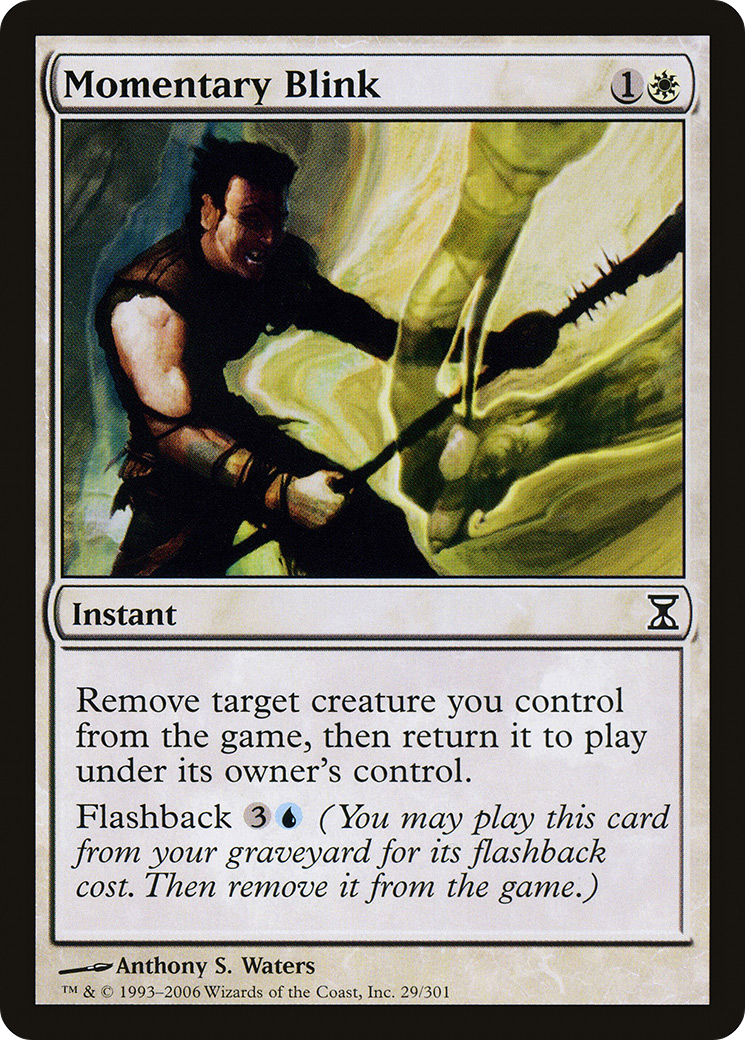 Momentary Blink 1
Instant
Remove target creature you control
from the game, then return it to play
under its owner's control.
Flashback 3 (You may play this card
from your graveyard for its flashback
cost. Then remove it from the game.)
Anthony S. Waters
™ & © 1993–2006 Wizards of the Coast, Inc. 29/301